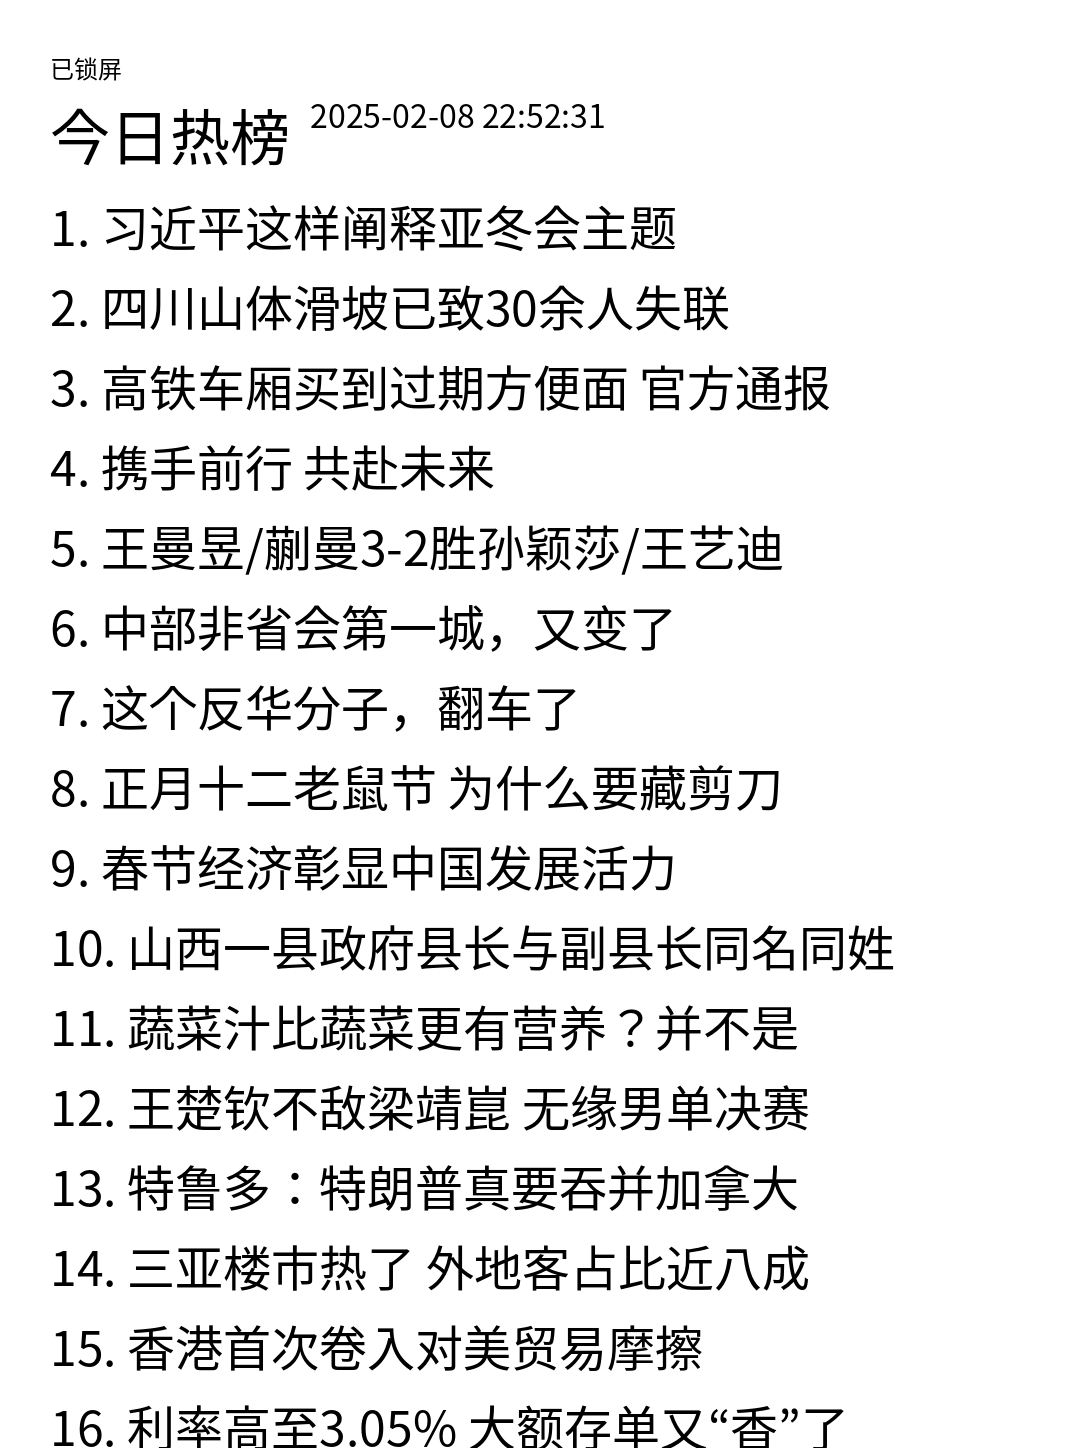 已锁屏
今日热榜 2025-02-08 22:52:31
1. 习近平这样阐释亚冬会主题
2. 四川山体滑坡已致30余人失联
3. 高铁车厢买到过期方便面 官方通报
4. 携手前行 共赴未来
5. 王曼昱/蒯曼3-2胜孙颖莎/王艺迪
6. 中部非省会第一城，又变了
7. 这个反华分子，翻车了
8. 正月十二老鼠节 为什么要藏剪刀
9. 春节经济彰显中国发展活力
10. 山西一县政府县长与副县长同名同姓
11. 蔬菜汁比蔬菜更有营养？并不是
12. 王楚钦不敌梁靖崑 无缘男单决赛
13. 特鲁多：特朗普真要吞并加拿大
14. 三亚楼市热了 外地客占比近八成
15. 香港首次卷入对美贸易摩擦
16. 利率高至3.05% 大额存单又“香”了